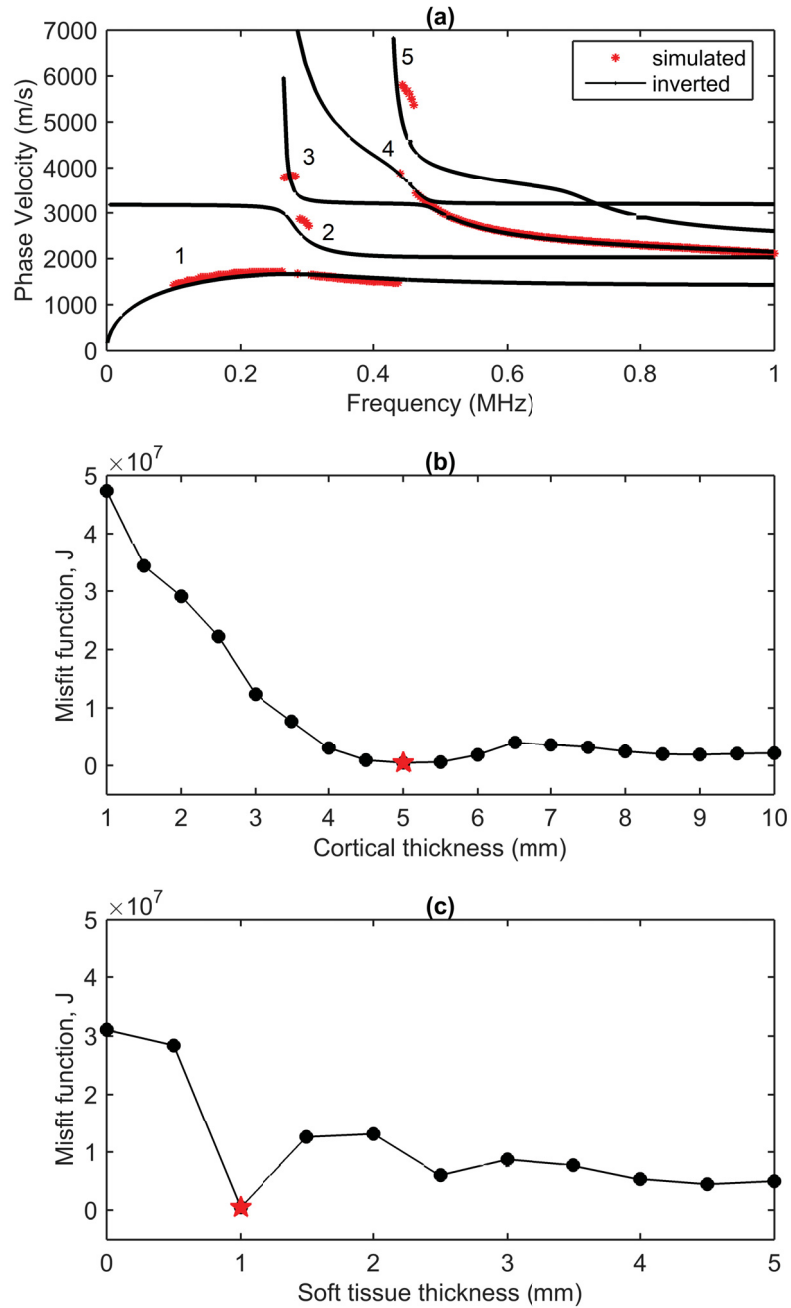 (a)
7000
6000
5000
4000
3000
2000
1000
0
Phase Velocity (m/s)
simulated
inverted
1
2
3
4
5
0 0.2 0.4 0.6 0.8 1
Frequency (MHz)
(b)
×10⁷
5
4
3
2
1
0
Misfit function, J
1 2 3 4 5 6 7 8 9 10
Cortical thickness (mm)
(c)
×10⁷
5
4
3
2
1
0
Misfit function, J
0 1 2 3 4 5
Soft tissue thickness (mm)